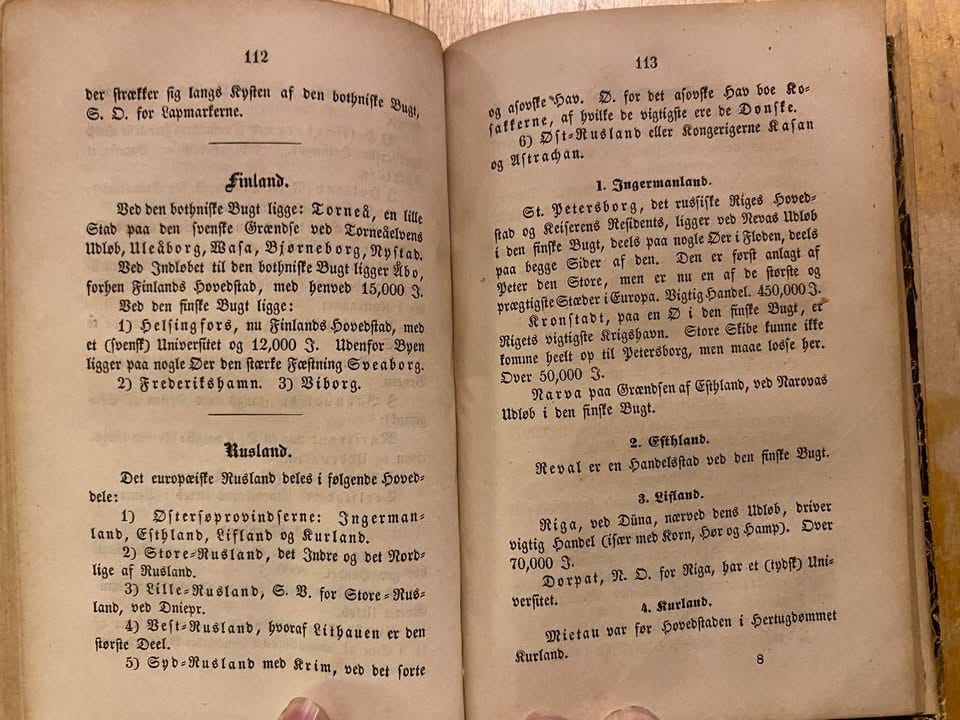 112
der strækker sig langs Kysten af den bothniske Bugt,
S. O. for Lapmarkerne.
Finland.
Ved den bothniske Bugt ligge: Torneå, en lille
Stad paa den svenske Grændse ved Torneåelvens
Udløb, Uleåborg, Wasa, Bjørneborg, Nystad.
Ved Indløbet til den bothniske Bugt ligger Åbo,
forhen Finlands Hovedstad, med henved 15,000 J.
Ved den finske Bugt ligge:
1) Helsingfors, nu Finlands Hovedstad, med
et (svensk) Universitet og 12,000 J. Udenfor Byen
ligger paa nogle Øer den stærke Fæstning Sveaborg.
2) Frederikshamn. 3) Viborg.
Rusland.
Det europæiske Rusland deles i følgende Hoved-
dele:
1) Østersøprovindserne: Ingerman-
land, Esthland, Lifland og Kurland.
2) Store-Rusland, det Indre og det Nord-
lige af Rusland.
3) Lille-Rusland, S. V. for Store-Rus-
land, ved Dniepr.
4) Vest-Rusland, hvoraf Lithauen er den
største Deel.
5) Syd-Rusland med Krim, ved det sorte
113
og asovske Hav. Ø. for det asovske Hav boe Ko-
sakkerne, af hvilke de vigtigste ere de Donske.
6) Øst-Rusland eller Kongerigerne Kasan
og Astrachan.
1. Ingermanland.
St. Petersborg, det russiske Riges Hoved-
stad og Keiserens Residents, ligger ved Nevas Udløb
i den finske Bugt, deels paa nogle Øer i Floden, deels
paa begge Sider af den. Den er først anlagt af
Peter den Store, men er nu en af de største og
prægtigste Stæder i Europa. Vigtig Handel. 450,000 J.
Kronstadt, paa en Ø i den finske Bugt, er
Rigets vigtigste Krigshavn. Store Skibe kunne ikke
komme heelt op til Petersborg, men maae losse her.
Over 50,000 J.
Narva paa Grændsen af Esthland, ved Narovas
Udløb i den finske Bugt.
2. Esthland.
Reval er en Handelsstad ved den finske Bugt.
3. Lifland.
Riga, ved Düna, nærved dens Udløb, driver
vigtig Handel (især med Korn, Hør og Hamp). Over
70,000 J.
Dorpat, N. O. for Riga, har et (tydsk) Uni-
versitet.
4. Kurland.
Mietau var før Hovedstaden i Hertugdømmet
Kurland.
8